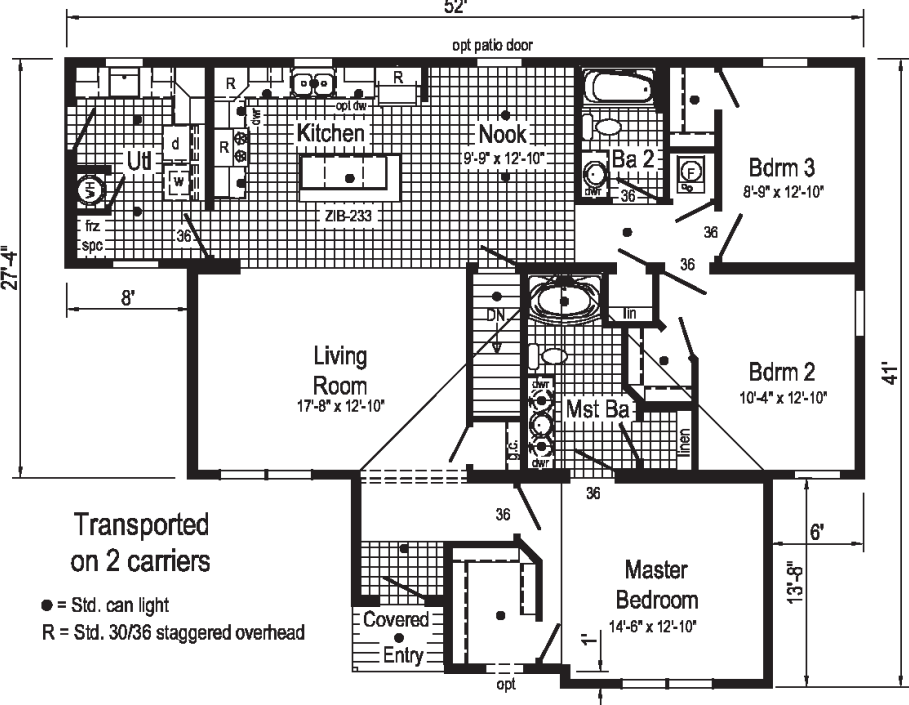 52'
opt patio door
R
R
opt dw
dwr
Kitchen
Nook
9'-9" x 12'-10"
Utl
d
W
R
WH
ZIB-233
frz
spc
36
Ba 2
dwr
36
F
Bdrm 3
8'-9" x 12'-10"
36
36
27'-4"
8'
DN
lin
Living
Room
17'-8" x 12'-10"
dwr
Mst Ba
dwr
g.c.
linen
Bdrm 2
10'-4" x 12'-10"
41'
36
36
Transported
on 2 carriers
6'
13'-8"
Master
Bedroom
14'-6" x 12'-10"
● = Std. can light
R = Std. 30/36 staggered overhead
Covered
Entry
1'
opt